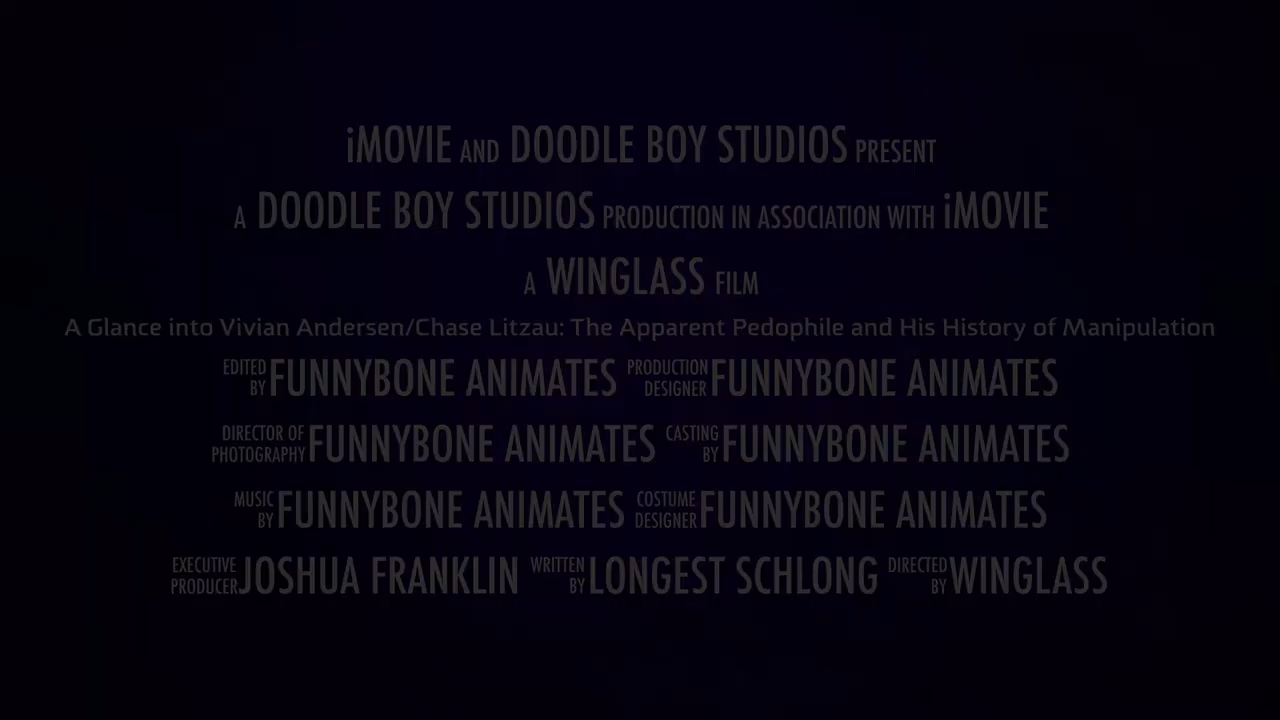 iMOVIE AND DOODLE BOY STUDIOS PRESENT
A DOODLE BOY STUDIOS PRODUCTION IN ASSOCIATION WITH iMOVIE
A WINGLASS FILM
A Glance into Vivian Andersen/Chase Litzau: The Apparent Pedophile and His History of Manipulation
EDITED BY FUNNYBONE ANIMATES PRODUCTION DESIGNER FUNNYBONE ANIMATES
DIRECTOR OF PHOTOGRAPHY FUNNYBONE ANIMATES CASTING BY FUNNYBONE ANIMATES
MUSIC BY FUNNYBONE ANIMATES COSTUME DESIGNER FUNNYBONE ANIMATES
EXECUTIVE PRODUCER JOSHUA FRANKLIN WRITTEN BY LONGEST SCHLONG DIRECTED BY WINGLASS